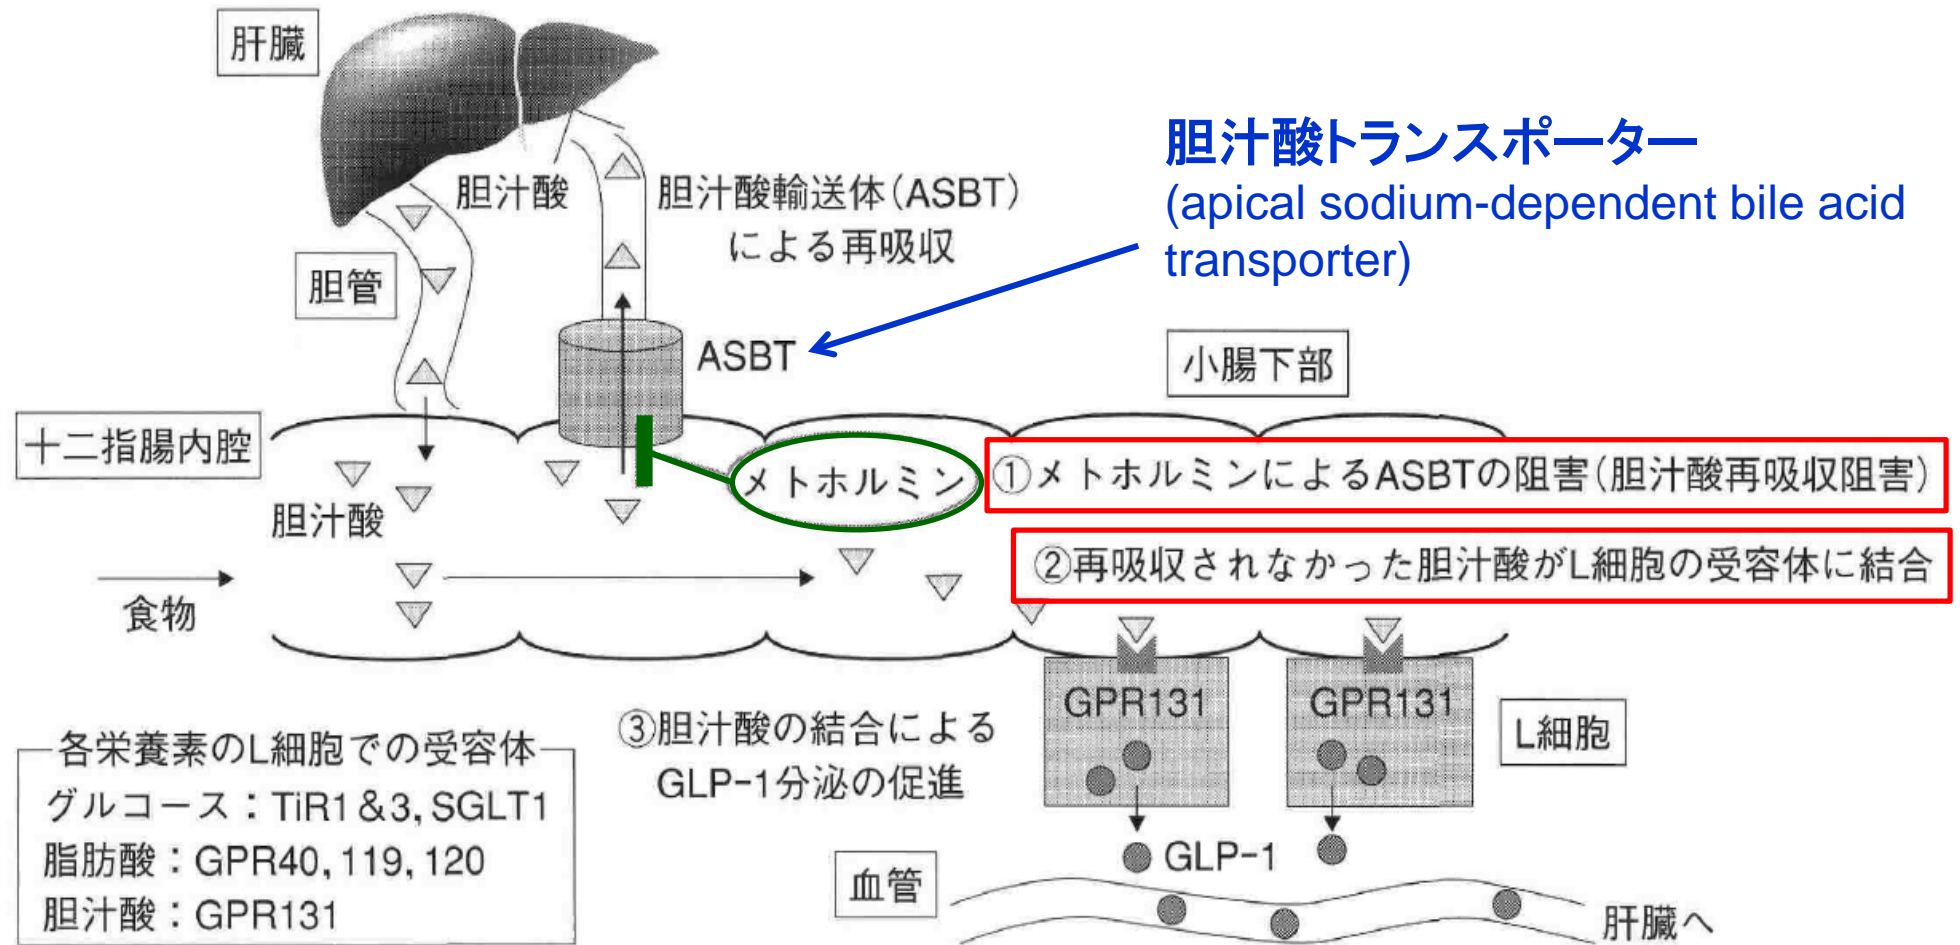 肝臓
胆汁酸トランスポーター
(apical sodium-dependent bile acid
transporter)
胆汁酸
胆汁酸輸送体(ASBT)
による再吸収
胆管
ASBT
小腸下部
十二指腸内腔
メトホルミン
①メトホルミンによるASBTの阻害(胆汁酸再吸収阻害)
胆汁酸
②再吸収されなかった胆汁酸がL細胞の受容体に結合
食物
GPR131
GPR131
L細胞
③胆汁酸の結合による
GLP-1分泌の促進
各栄養素のL細胞での受容体
グルコース：TiR1&3, SGLT1
脂肪酸：GPR40, 119, 120
胆汁酸：GPR131
GLP-1
血管
肝臓へ